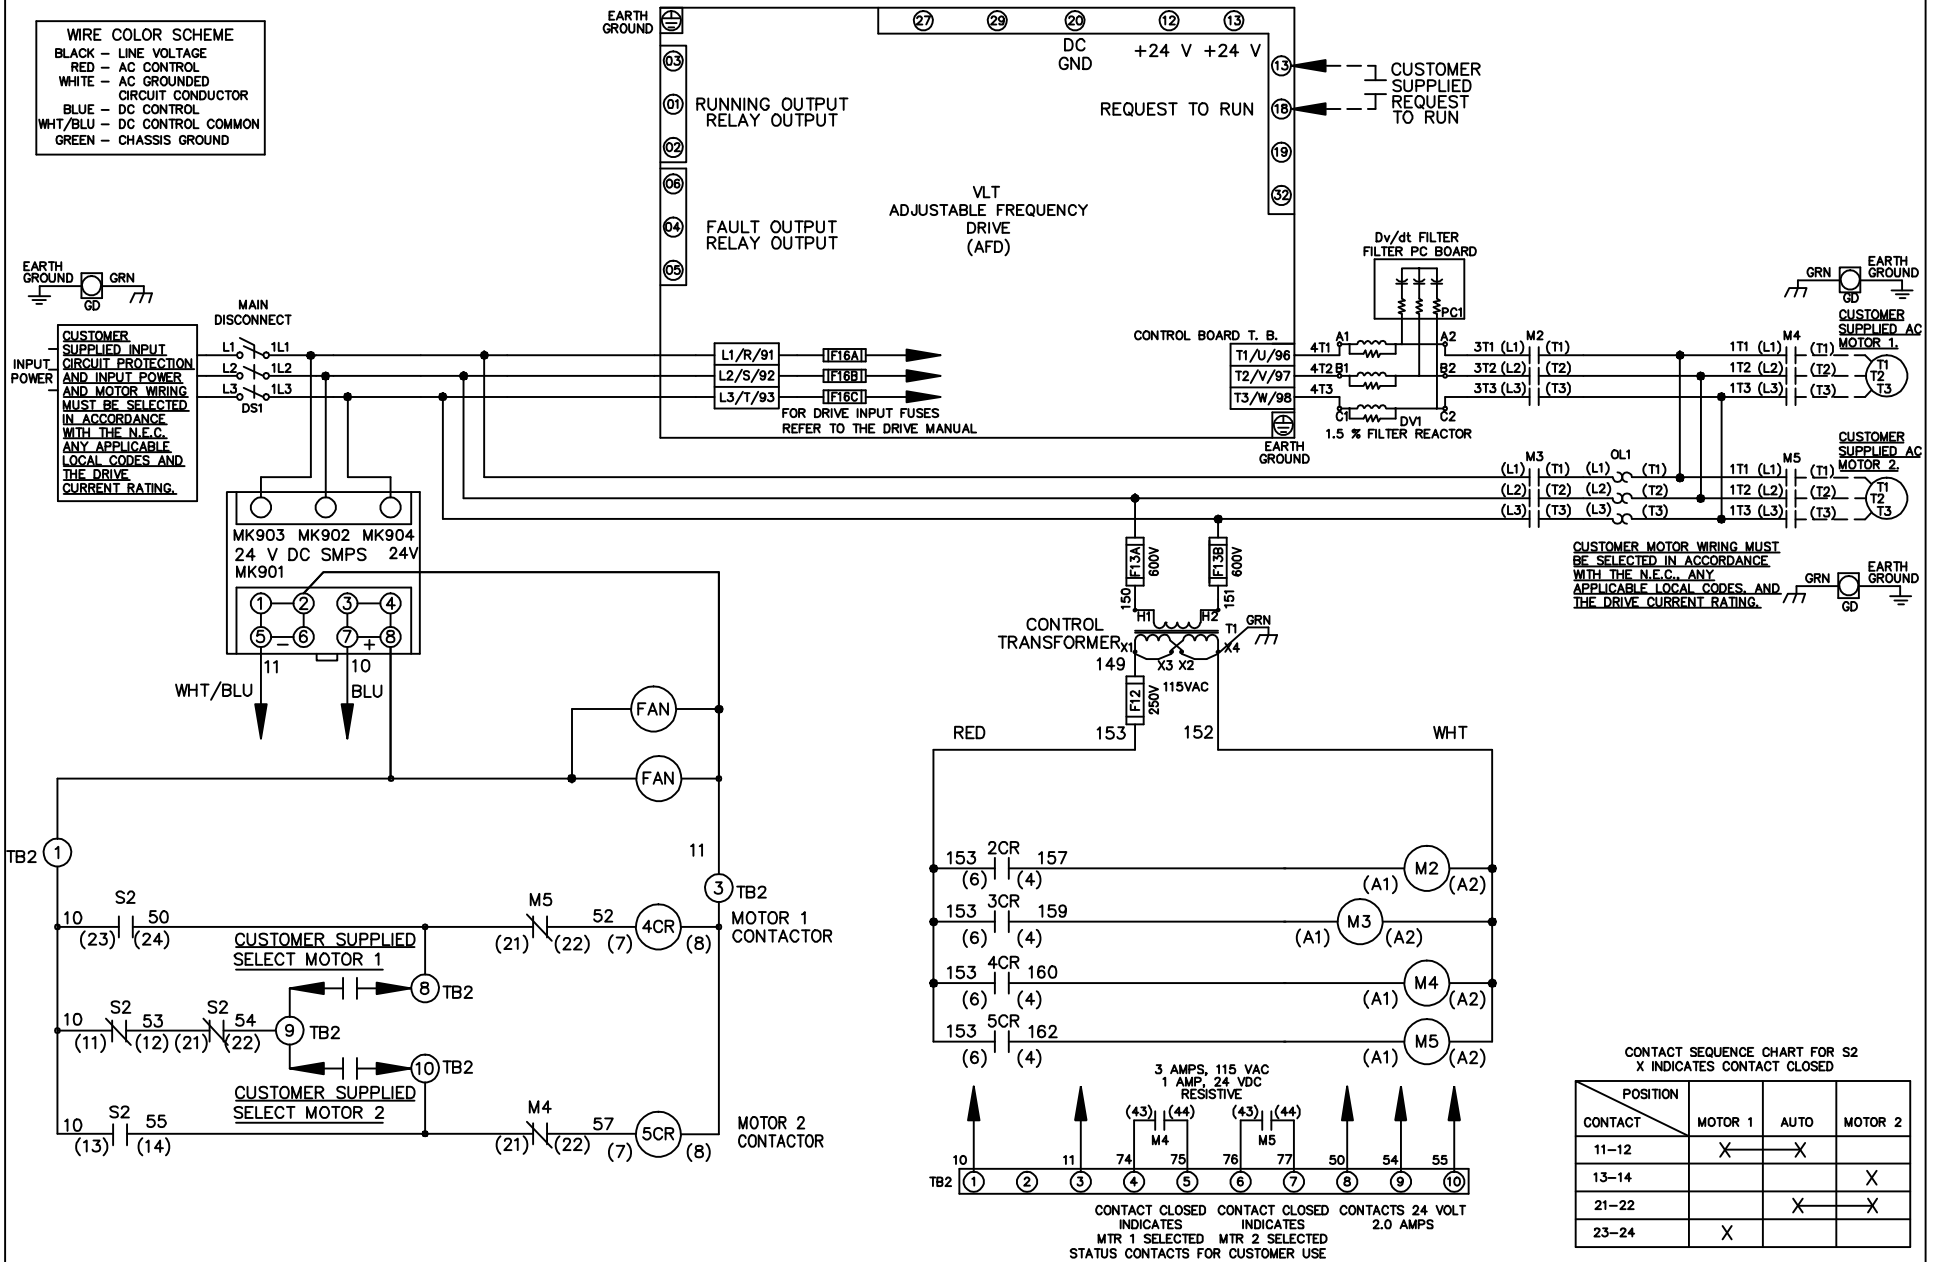 WIRE COLOR SCHEME
BLACK – LINE VOLTAGE
RED – AC CONTROL
WHITE – AC GROUNDED
CIRCUIT CONDUCTOR
BLUE – DC CONTROL
WHT/BLU – DC CONTROL COMMON
GREEN – CHASSIS GROUND
EARTH
GROUND
27 29 20 12 13
DC
GND
+24 V +24 V
03
01
02
RUNNING OUTPUT
RELAY OUTPUT
06
04
05
FAULT OUTPUT
RELAY OUTPUT
VLT
ADJUSTABLE FREQUENCY
DRIVE
(AFD)
REQUEST TO RUN
13
18
19
32
CUSTOMER
SUPPLIED
REQUEST
TO RUN
EARTH
GROUND
GRN
GD
INPUT
POWER
CUSTOMER
SUPPLIED INPUT
CIRCUIT PROTECTION
AND INPUT POWER
AND MOTOR WIRING
MUST BE SELECTED
IN ACCORDANCE
WITH THE N.E.C.
ANY APPLICABLE
LOCAL CODES AND
THE DRIVE
CURRENT RATING.
MAIN
DISCONNECT
L1 1L1
L2 1L2
L3 1L3
DS1
L1/R/91 F16A
L2/S/92 F16B
L3/T/93 F16C
FOR DRIVE INPUT FUSES
REFER TO THE DRIVE MANUAL
CONTROL BOARD T. B.
T1/U/96
T2/V/97
T3/W/98
EARTH
GROUND
Dv/dt FILTER
FILTER PC BOARD
PC1
4T1 A1 A2
4T2 B1 B2
4T3 C1 C2
DV1
1.5 % FILTER REACTOR
M2
3T1 (L1) (T1)
3T2 (L2) (T2)
3T3 (L3) (T3)
GRN
GD
EARTH
GROUND
CUSTOMER
SUPPLIED AC
MOTOR 1.
M4
1T1 (L1) (T1)
1T2 (L2) (T2)
1T3 (L3) (T3)
T1
T2
T3
M3 OL1
(L1) (T1) (L1) (T1)
(L2) (T2) (L2) (T2)
(L3) (T3) (L3) (T3)
CUSTOMER
SUPPLIED AC
MOTOR 2.
M5
1T1 (L1) (T1)
1T2 (L2) (T2)
1T3 (L3) (T3)
T1
T2
T3
CUSTOMER MOTOR WIRING MUST
BE SELECTED IN ACCORDANCE
WITH THE N.E.C., ANY
APPLICABLE LOCAL CODES, AND
THE DRIVE CURRENT RATING.
GRN
GD
EARTH
GROUND
MK903 MK902 MK904
24 V DC SMPS 24V
MK901
1 2 3 4
5 – 6 7 + 8
11 10
WHT/BLU BLU
FAN
FAN
F13A 600V
F13B 600V
150 151
H1 H2
CONTROL
TRANSFORMER
T1
GRN
X1 X3 X2 X4
149
F12 250V
115VAC
153 152
RED WHT
TB2 1
11
3 TB2
S2
10 50
(23) (24)
M5
(21) (22)
52
(7) 4CR (8)
MOTOR 1
CONTACTOR
CUSTOMER SUPPLIED
SELECT MOTOR 1
8 TB2
S2 S2
10 53 54
(11) (12) (21) (22)
9 TB2
10 TB2
CUSTOMER SUPPLIED
SELECT MOTOR 2
S2
10 55
(13) (14)
M4
(21) (22)
57
(7) 5CR (8)
MOTOR 2
CONTACTOR
153 2CR 157
(6) (4)
(A1) M2 (A2)
153 3CR 159
(6) (4)
(A1) M3 (A2)
153 4CR 160
(6) (4)
(A1) M4 (A2)
153 5CR 162
(6) (4)
(A1) M5 (A2)
3 AMPS, 115 VAC
1 AMP, 24 VDC
RESISTIVE
(43) (44) (43) (44)
M4 M5
10 11 74 75 76 77 50 54 55
TB2 1 2 3 4 5 6 7 8 9 10
CONTACT CLOSED
INDICATES
MTR 1 SELECTED
CONTACT CLOSED
INDICATES
MTR 2 SELECTED
STATUS CONTACTS FOR CUSTOMER USE
CONTACTS 24 VOLT
2.0 AMPS
CONTACT SEQUENCE CHART FOR S2
X INDICATES CONTACT CLOSED
POSITION
CONTACT MOTOR 1 AUTO MOTOR 2
11–12 X X
13–14 X
21–22 X X
23–24 X